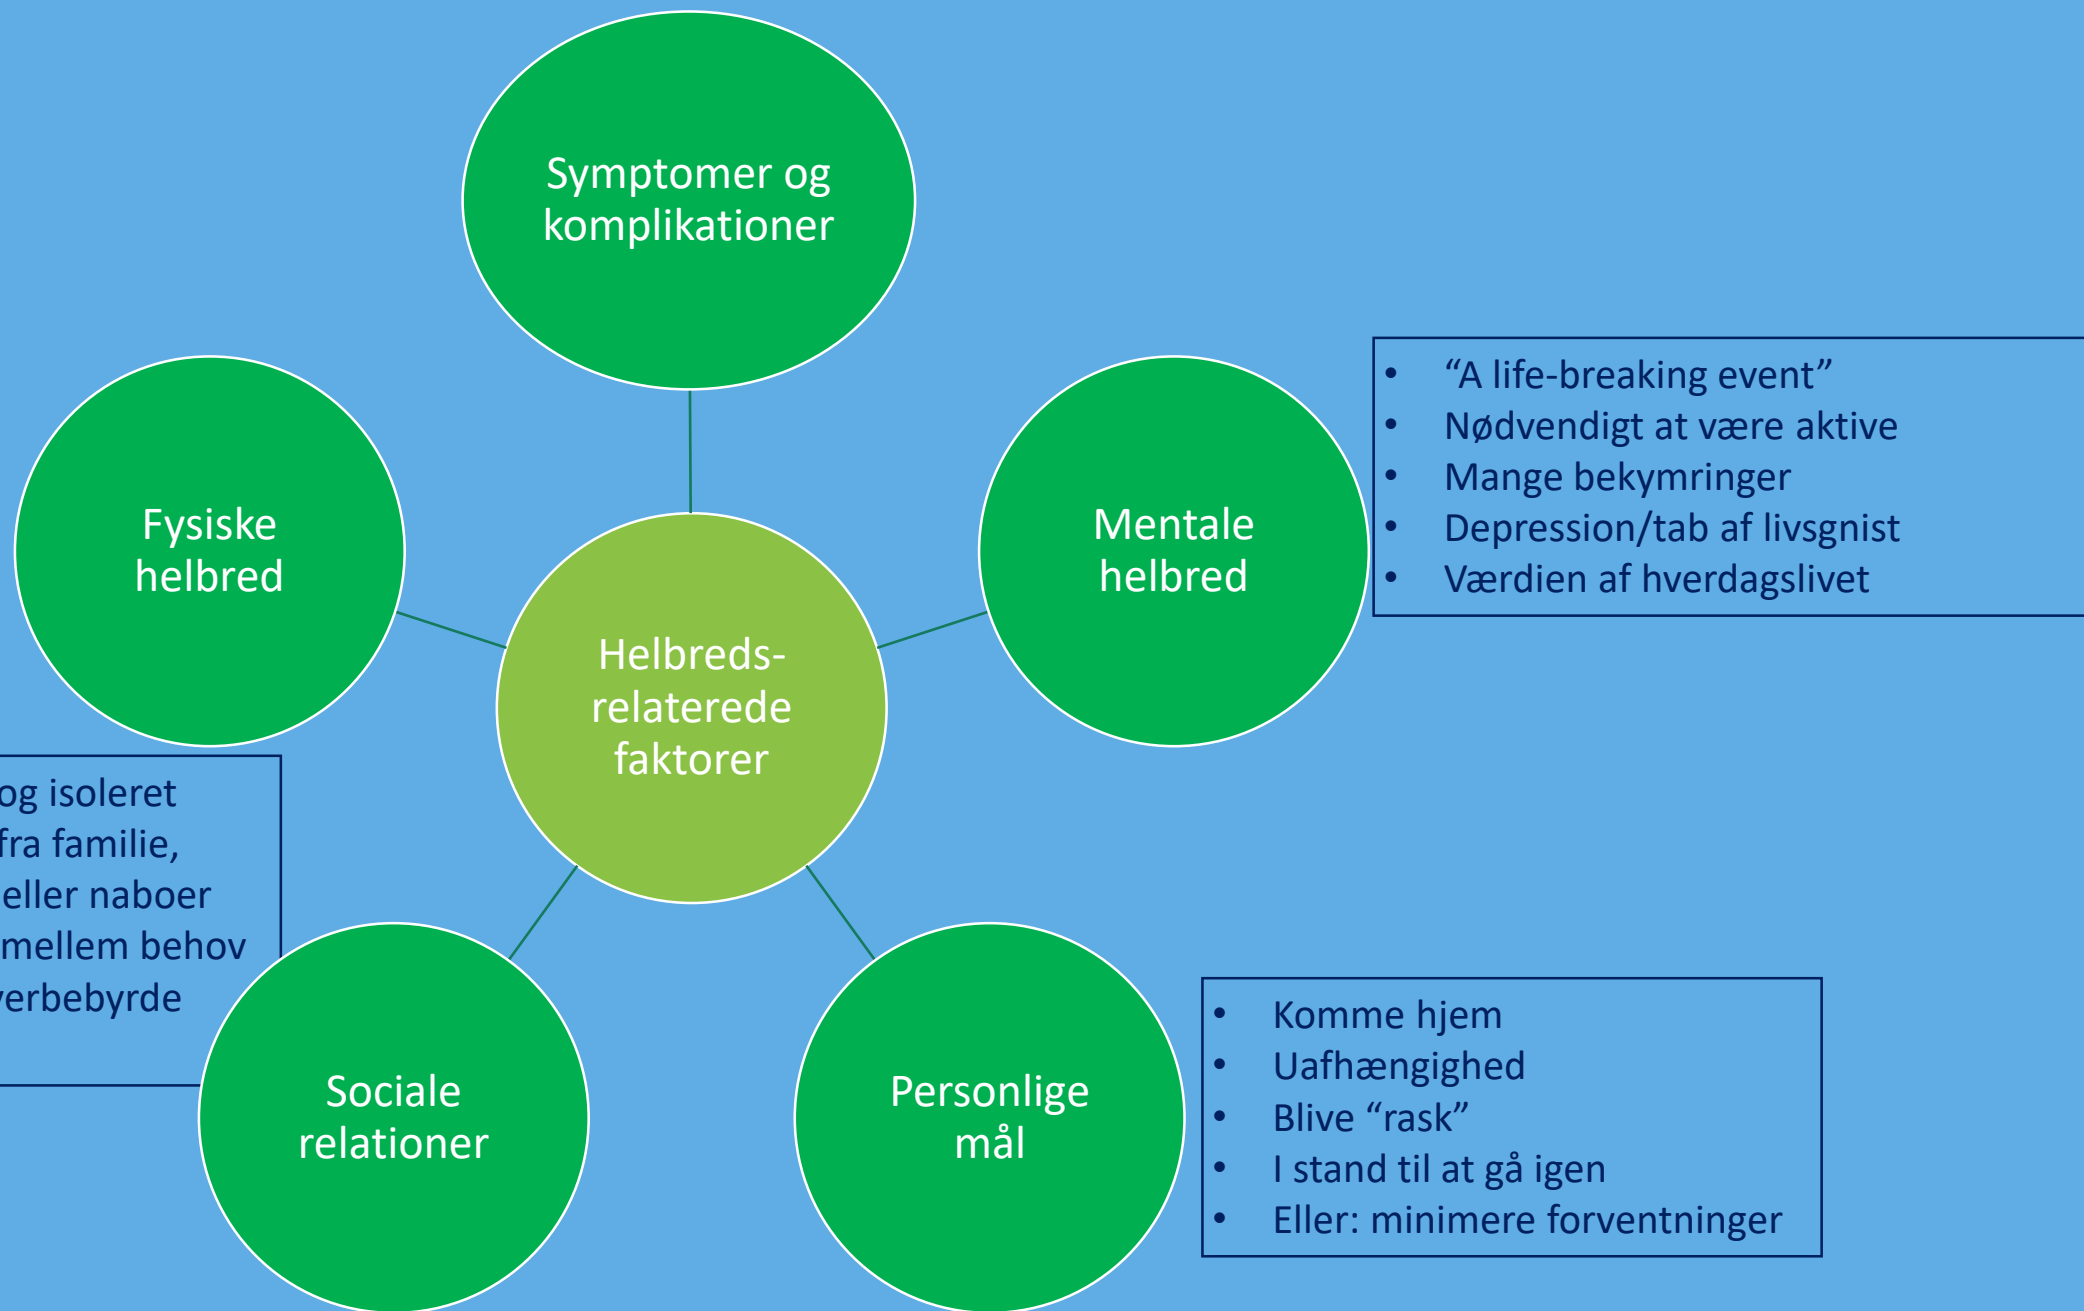 Symptomer og
komplikationer
Fysiske
helbred
Mentale
helbred
• “A life-breaking event”
• Nødvendigt at være aktive
• Mange bekymringer
• Depression/tab af livsgnist
• Værdien af hverdagslivet
Helbreds-
relaterede
faktorer
og isoleret
fra familie,
eller naboer
mellem behov
verbebyrde
Sociale
relationer
Personlige
mål
• Komme hjem
• Uafhængighed
• Blive “rask”
• I stand til at gå igen
• Eller: minimere forventninger